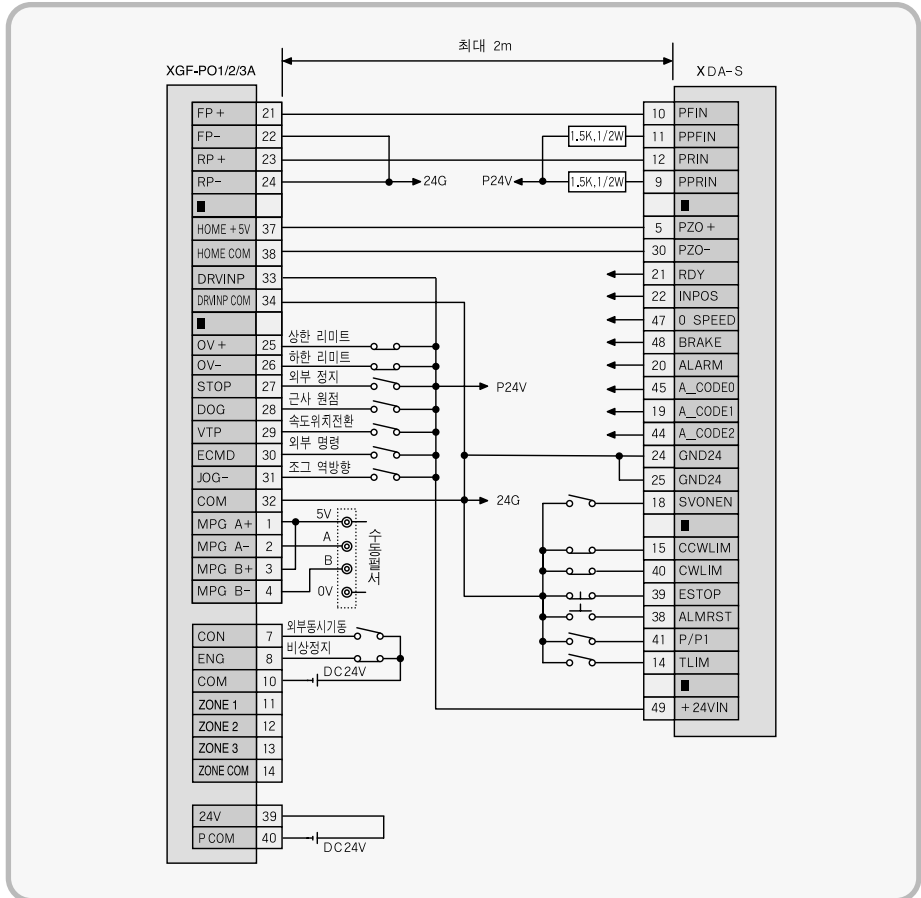 최대 2m
XGF-PO1/2/3A
XDA-S
FP+ 21
FP- 22
RP+ 23
RP- 24
24G
P24V
1.5K,1/2W
1.5K,1/2W
10 PFIN
11 PPFIN
12 PRIN
9 PPRIN
HOME +5V 37
HOME COM 38
DRVINP 33
DRVINP COM 34
5 PZO+
30 PZO-
21 RDY
22 INPOS
47 0 SPEED
48 BRAKE
20 ALARM
45 A_CODE0
19 A_CODE1
44 A_CODE2
24 GND24
25 GND24
18 SVONEN
OV+ 25 상한 리미트
OV- 26 하한 리미트
STOP 27 외부 정지
P24V
DOG 28 근사 원점
VTP 29 속도위치전환
ECMD 30 외부 명령
JOG- 31 조그 역방향
COM 32
24G
MPG A+ 1 5V
MPG A- 2 A
MPG B+ 3 B
MPG B- 4 0V
수동펄서
15 CCWLIM
40 CWLIM
39 ESTOP
38 ALMRST
41 P/P1
14 TLIM
49 +24VIN
CON 7 외부동시기동
ENG 8 비상정지
COM 10 DC24V
ZONE 1 11
ZONE 2 12
ZONE 3 13
ZONE COM 14
24V 39
P COM 40
DC24V